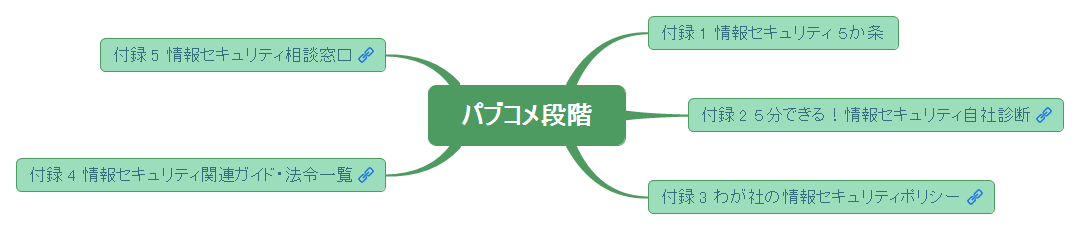 パブコメ段階
付録１ 情報セキュリティ５か条
付録２ ５分できる！情報セキュリティ自社診断
付録３ わが社の情報セキュリティポリシー
付録４ 情報セキュリティ関連ガイド・法令一覧
付録５ 情報セキュリティ相談窓口